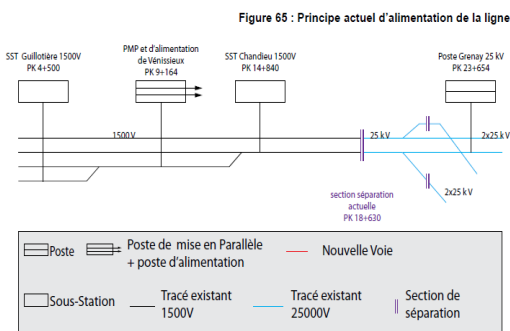 Figure 65 : Principe actuel d'alimentation de la ligne
SST Guillotière 1500V
PK 4+500
PMP et d'alimentation
de Vénissieux
PK 9+164
SST Chandieu 1500V
PK 14+840
Poste Grenay 25 kV
PK 23+654
1500 V
25 kV
2x25 kV
2x25 k V
section séparation
actuelle
PK 18+630
Poste
Poste de mise en Parallèle
+ poste d'alimentation
Nouvelle Voie
Sous-Station
Tracé existant
1500V
Tracé existant
25000V
Section de
séparation